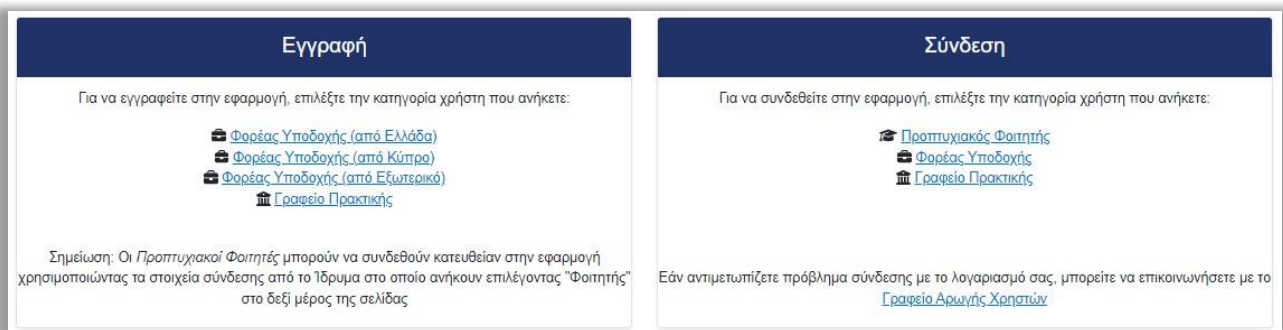 Εγγραφή
Για να εγγραφείτε στην εφαρμογή, επιλέξτε την κατηγορία χρήστη που ανήκετε:
Φορέας Υποδοχής (από Ελλάδα)
Φορέας Υποδοχής (από Κύπρο)
Φορέας Υποδοχής (από Εξωτερικό)
Γραφείο Πρακτικής
Σημείωση: Οι Προπτυχιακοί Φοιτητές μπορούν να συνδεθούν κατευθείαν στην εφαρμογή
χρησιμοποιώντας τα στοιχεία σύνδεσης από το Ίδρυμα στο οποίο ανήκουν επιλέγοντας "Φοιτητής"
στο δεξί μέρος της σελίδας
Σύνδεση
Για να συνδεθείτε στην εφαρμογή, επιλέξτε την κατηγορία χρήστη που ανήκετε:
Προπτυχιακός Φοιτητής
Φορέας Υποδοχής
Γραφείο Πρακτικής
Εάν αντιμετωπίζετε πρόβλημα σύνδεσης με το λογαριασμό σας, μπορείτε να επικοινωνήσετε με το
Γραφείο Αρωγής Χρηστών